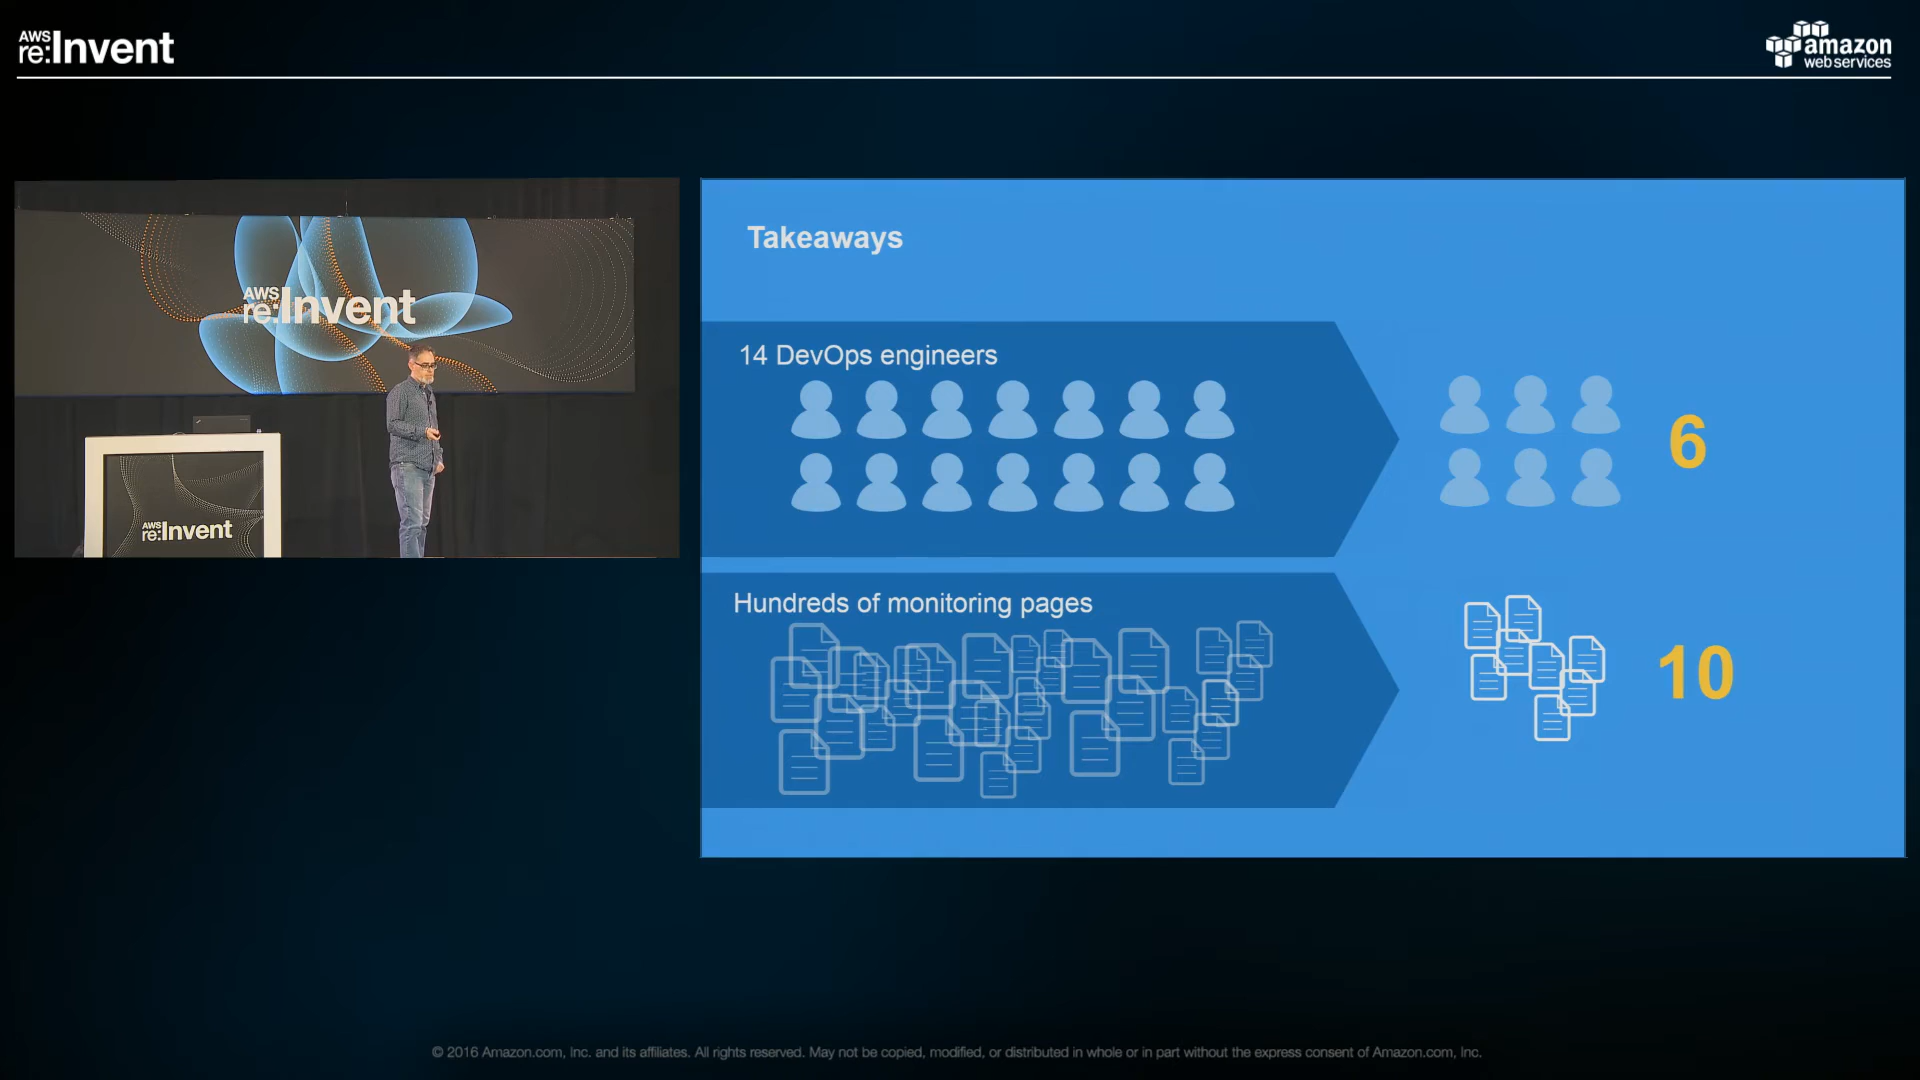 AWS
re:Invent
amazon
web services
AWS
re:Invent
AWS
re:Invent
Takeaways
14 DevOps engineers
6
Hundreds of monitoring pages
10
© 2016 Amazon.com, Inc. and its affiliates. All rights reserved. May not be copied, modified, or distributed in whole or in part without the express consent of Amazon.com, Inc.